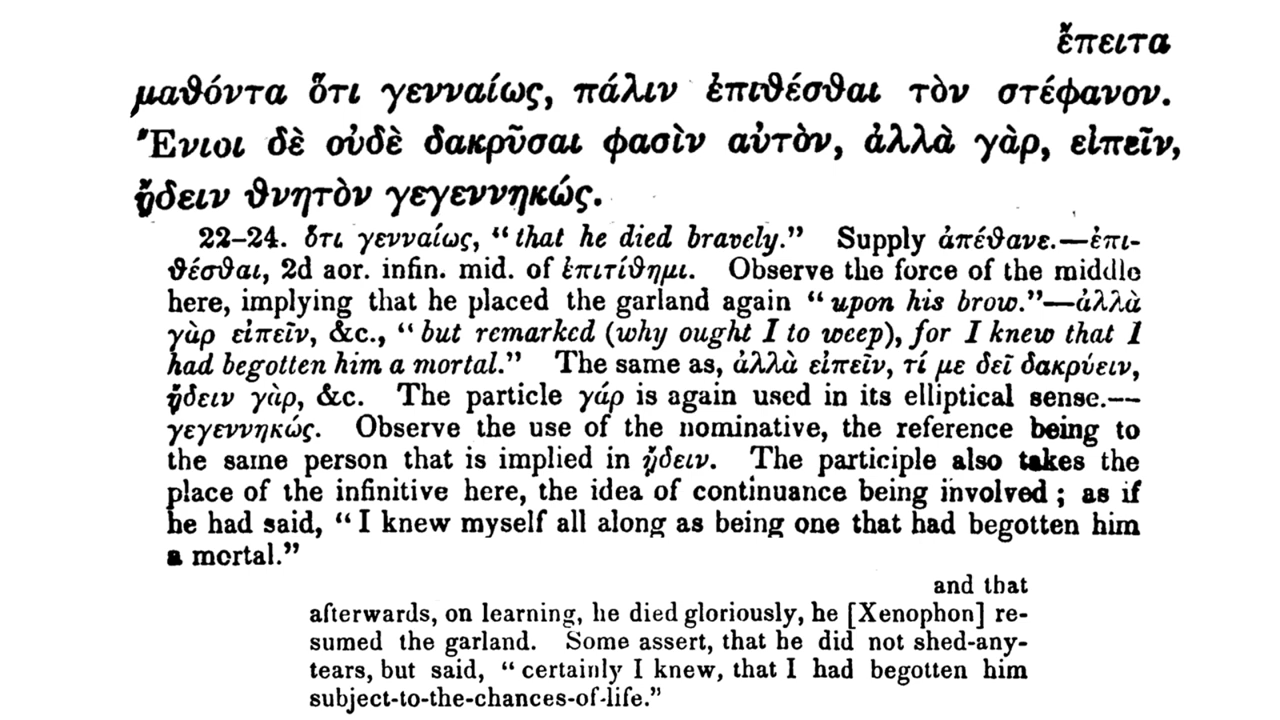 ἔπειτα
μαθόντα ὅτι γενναίως, πάλιν ἐπιθέσθαι τὸν στέφανον.
Ἔνιοι δὲ οὐδὲ δακρῦσαι φασὶν αὐτὸν, ἀλλὰ γὰρ, εἰπεῖν,
ᾔδειν θνητὸν γεγεννηκώς.
22–24. ὅτι γενναίως, “that he died bravely.” Supply ἀπέθανε.—ἐπι-
θέσθαι, 2d aor. infin. mid. of ἐπιτίθημι. Observe the force of the middle
here, implying that he placed the garland again “upon his brow.”—ἀλλὰ
γὰρ εἰπεῖν, &c., “but remarked (why ought I to weep), for I knew that I
had begotten him a mortal.” The same as, ἀλλὰ εἰπεῖν, τί με δεῖ δακρύειν,
ᾔδειν γὰρ, &c. The particle γάρ is again used in its elliptical sense.—
γεγεννηκώς. Observe the use of the nominative, the reference being to
the same person that is implied in ᾔδειν. The participle also takes the
place of the infinitive here, the idea of continuance being involved; as if
he had said, “I knew myself all along as being one that had begotten him
a mortal.”
and that
afterwards, on learning, he died gloriously, he [Xenophon] re-
sumed the garland. Some assert, that he did not shed-any-
tears, but said, “certainly I knew, that I had begotten him
subject-to-the-chances-of-life.”